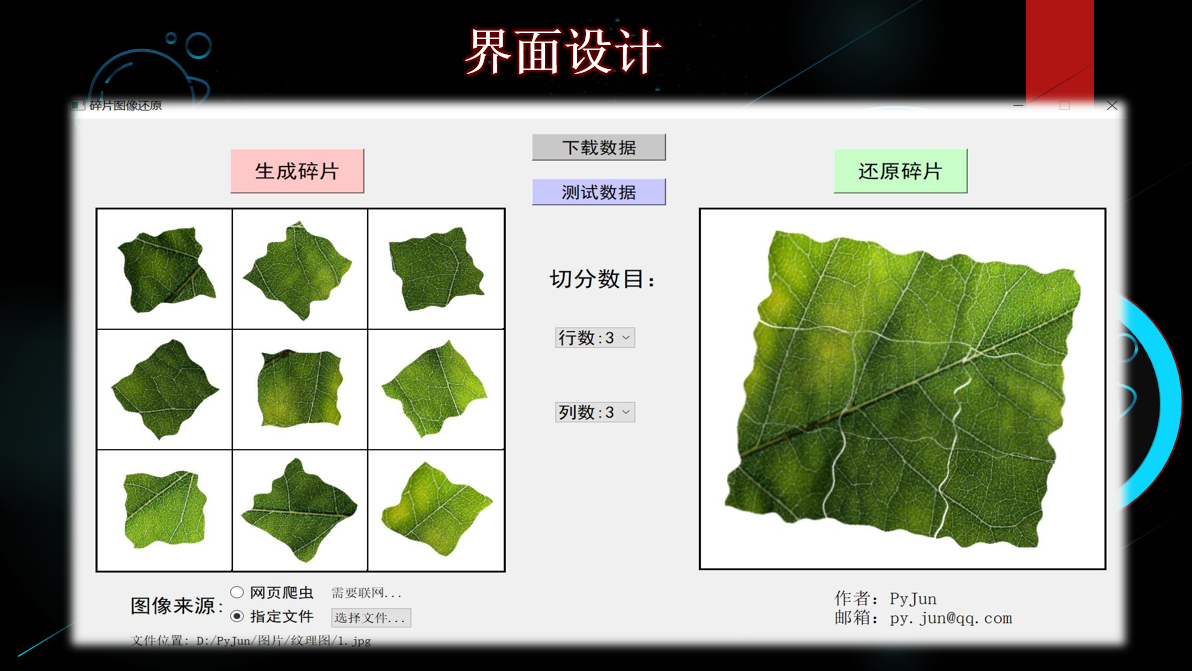 界面设计
碎片图像还原
生成碎片
下载数据
测试数据
还原碎片
切分数目：
行数:3
列数:3
图像来源:
网页爬虫
需要联网...
指定文件
选择文件...
文件位置: D:/PyJun/图片/纹理图/1.jpg
作者: PyJun
邮箱: py.jun@qq.com